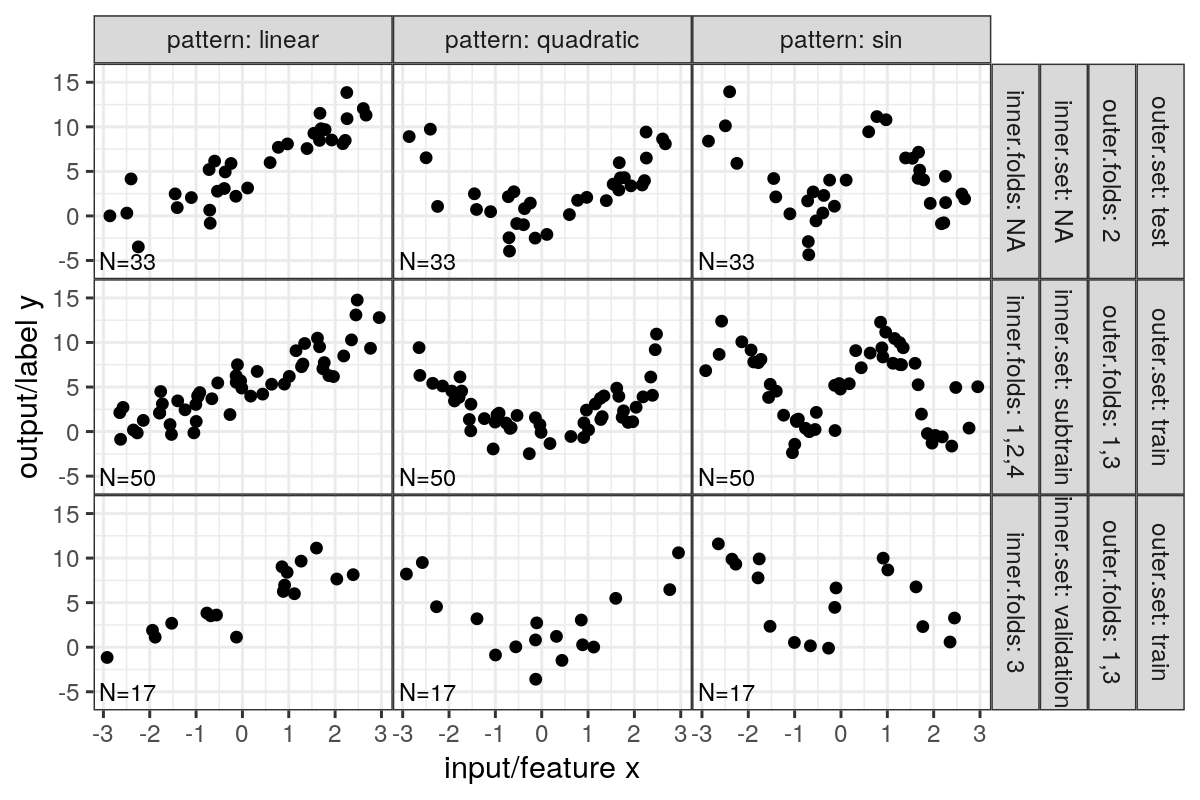 pattern: linear
pattern: quadratic
pattern: sin
15
10
5
0
-5
N=33
N=33
N=33
inner.folds: NA
inner.set: NA
outer.folds: 2
outer.set: test
15
10
5
0
-5
N=50
N=50
N=50
inner.folds: 1,2,4
inner.set: subtrain
outer.folds: 1,3
outer.set: train
15
10
5
0
-5
N=17
N=17
N=17
inner.folds: 3
inner.set: validation
outer.folds: 1,3
outer.set: train
-3 -2 -1 0 1 2 3
-3 -2 -1 0 1 2 3
-3 -2 -1 0 1 2 3
input/feature x
output/label y